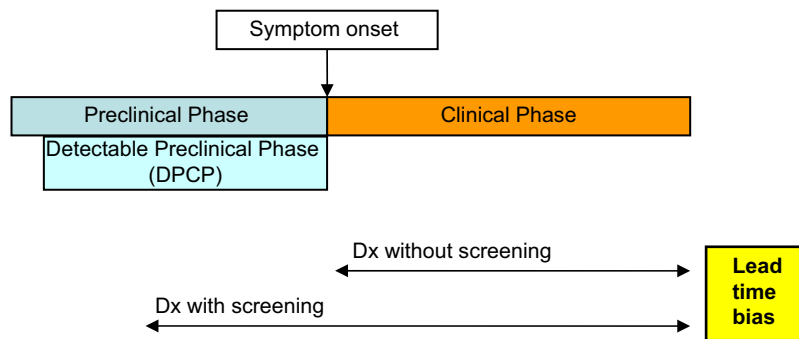 Symptom onset
Preclinical Phase
Clinical Phase
Detectable Preclinical Phase
(DPCP)
Dx without screening
Dx with screening
Lead
time
bias